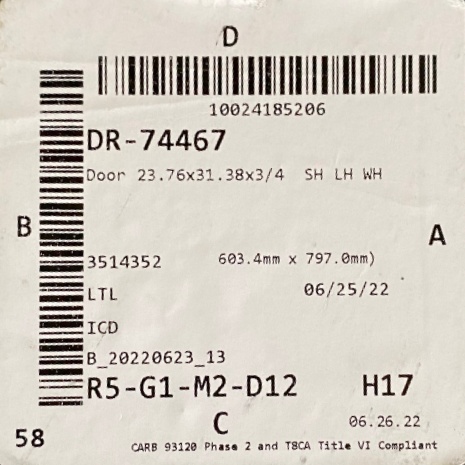 D
10024185206
DR-74467
Door 23.76x31.38x3/4 SH LH WH
B
A
3514352 603.4mm x 797.0mm)
LTL 06/25/22
ICD
B_20220623_13
R5-G1-M2-D12 H17
C 06.26.22
58
CARB 93120 Phase 2 and TSCA Title VI Compliant